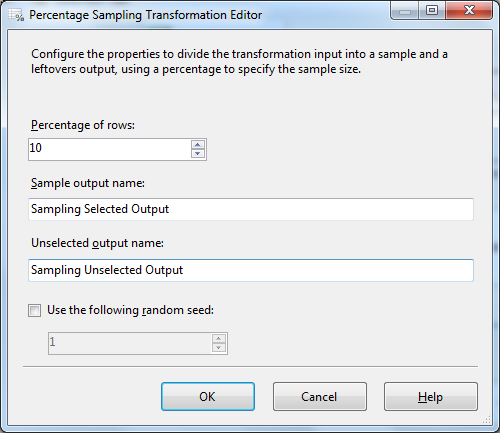 Percentage Sampling Transformation Editor
Configure the properties to divide the transformation input into a sample and a
leftovers output, using a percentage to specify the sample size.
Percentage of rows:
10
Sample output name:
Sampling Selected Output
Unselected output name:
Sampling Unselected Output
Use the following random seed:
1
OK Cancel Help